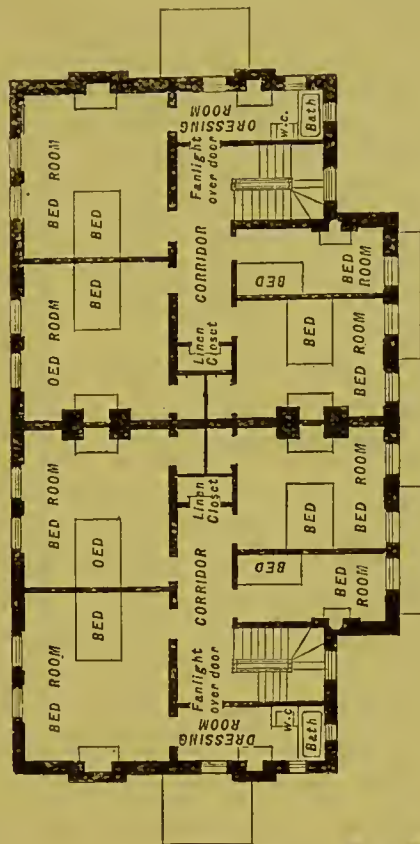 BED ROOM
BED ROOM
OED ROOM
BED ROOM
BED
OED
BED
BED
DRESSING
ROOM
Fanlight
over door
CORRIDOR
Linen
Closet
Linen
Closet
CORRIDOR
Fanlight
over door
DRESSING
ROOM
W.C
Bath
BED
BED
BED
BED
W.C.
Bath
BED
ROOM
BED ROOM
BED ROOM
BED
ROOM